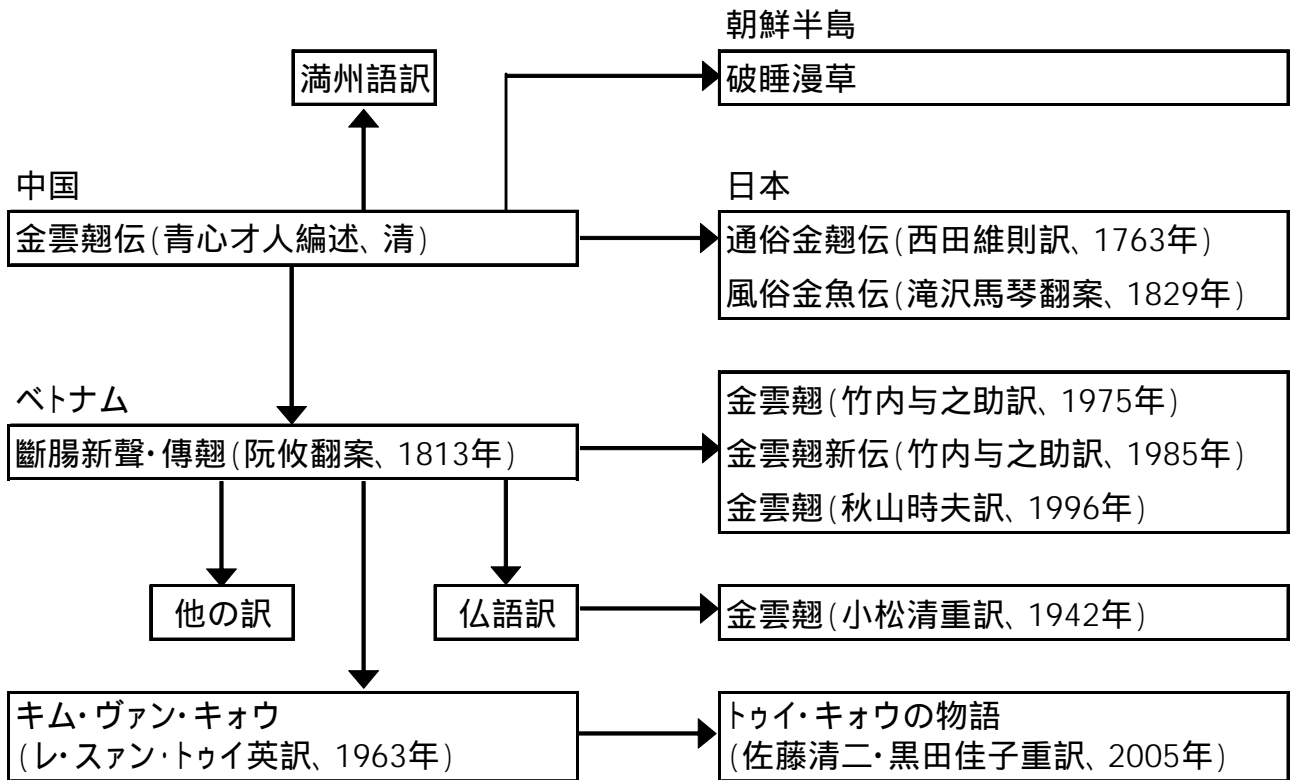 朝鮮半島
満州語訳
破睡漫草
中国
日本
金雲翹伝(青心才人編述、清)
通俗金翹伝(西田維則訳、1763年)
風俗金魚伝(滝沢馬琴翻案、1829年)
ベトナム
斷腸新聲・傳翹(阮攸翻案、1813年)
金雲翹(竹内与之助訳、1975年)
金雲翹新伝(竹内与之助訳、1985年)
金雲翹(秋山時夫訳、1996年)
他の訳
仏語訳
金雲翹(小松清重訳、1942年)
キム・ヴァン・キォウ
(レ・スァン・トゥイ英訳、1963年)
トゥイ・キォウの物語
(佐藤清二・黒田佳子重訳、2005年)